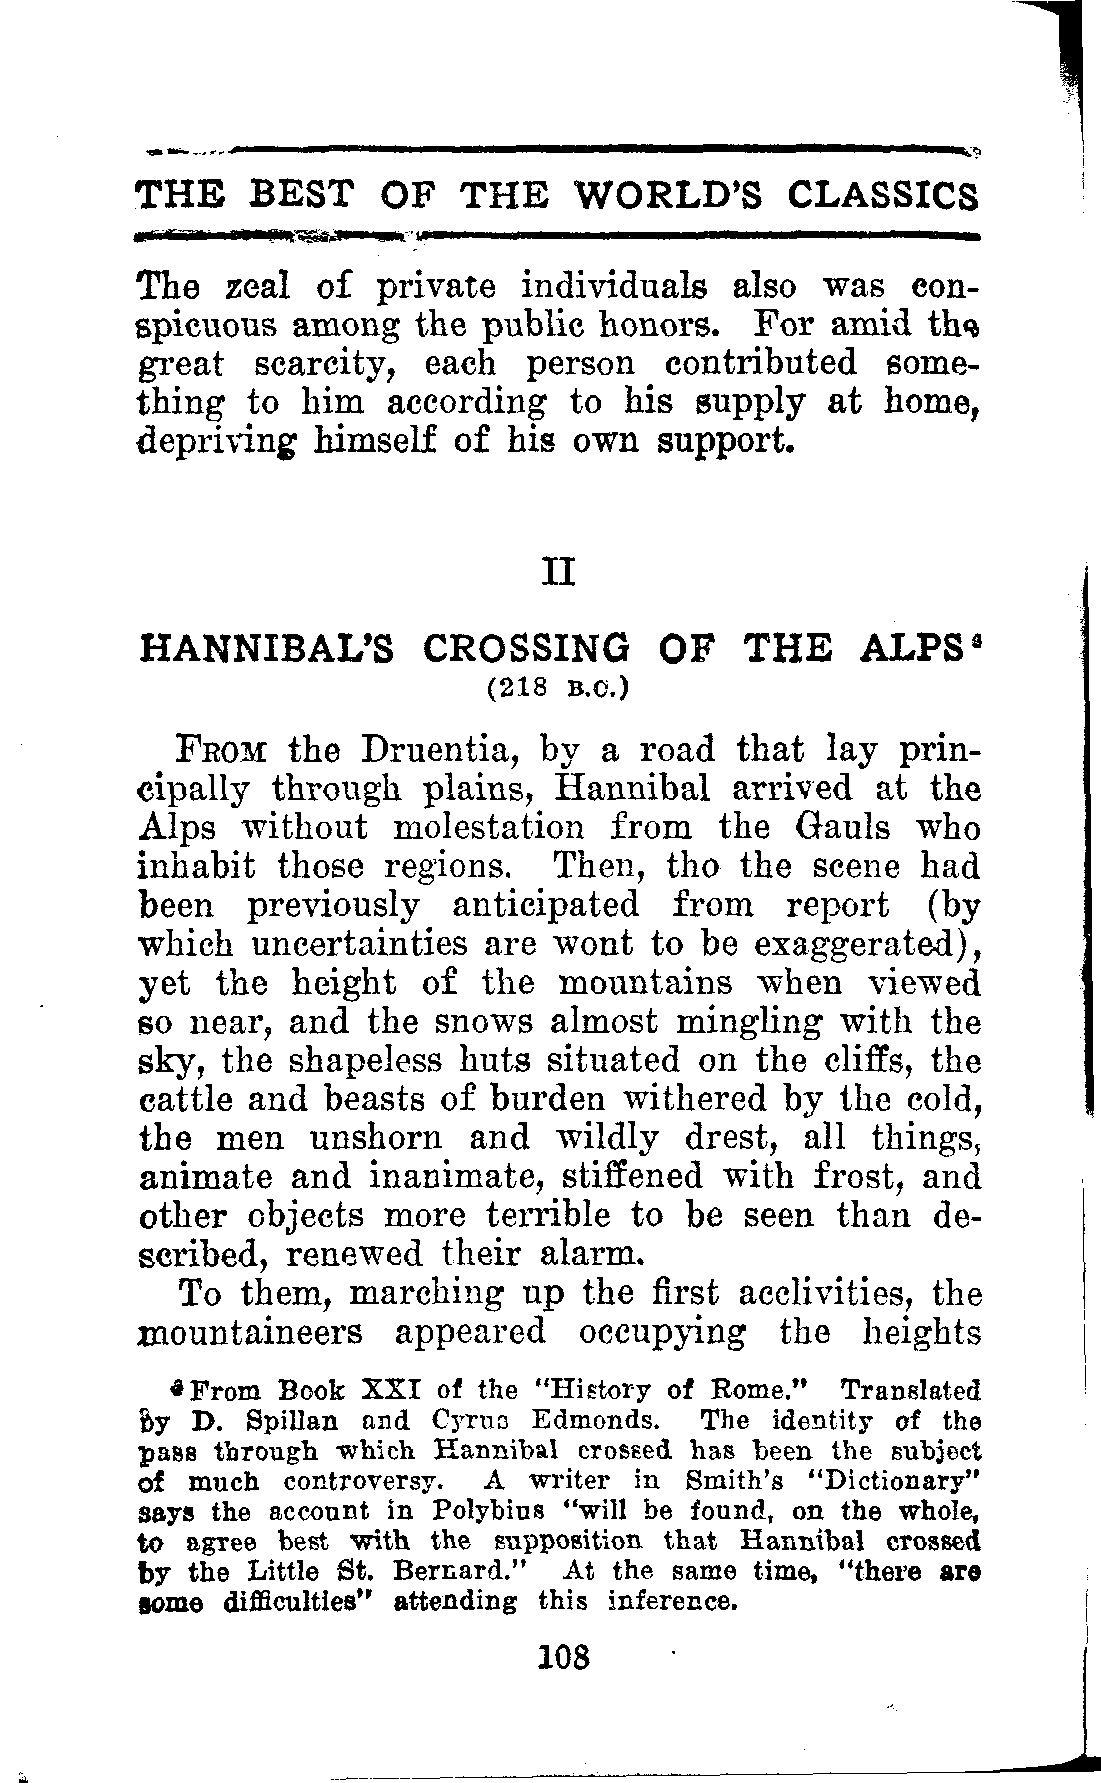 THE BEST OF THE WORLD'S CLASSICS
The zeal of private individuals also was con-
spicuous among the public honors. For amid the
great scarcity, each person contributed some-
thing to him according to his supply at home,
depriving himself of his own support.
II
HANNIBAL'S CROSSING OF THE ALPS³
(218 B.C.)
FROM the Druentia, by a road that lay prin-
cipally through plains, Hannibal arrived at the
Alps without molestation from the Gauls who
inhabit those regions. Then, tho the scene had
been previously anticipated from report (by
which uncertainties are wont to be exaggerated),
yet the height of the mountains when viewed
so near, and the snows almost mingling with the
sky, the shapeless huts situated on the cliffs, the
cattle and beasts of burden withered by the cold,
the men unshorn and wildly drest, all things,
animate and inanimate, stiffened with frost, and
other objects more terrible to be seen than de-
scribed, renewed their alarm.
To them, marching up the first acclivities, the
mountaineers appeared occupying the heights
³ From Book XXI of the "History of Rome." Translated
by D. Spillan and Cyrus Edmonds. The identity of the
pass through which Hannibal crossed has been the subject
of much controversy. A writer in Smith's "Dictionary"
says the account in Polybius "will be found, on the whole,
to agree best with the supposition that Hannibal crossed
by the Little St. Bernard." At the same time, "there are
some difficulties" attending this inference.
108